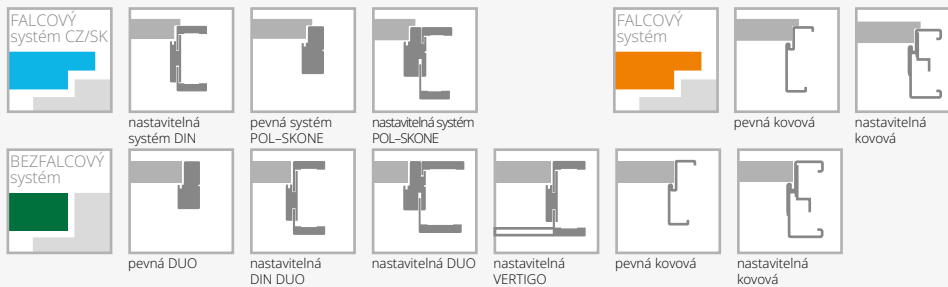 FALCOVÝ
systém CZ/SK
nastavitelná
systém DIN
pevná systém
POL–SKONE
nastavitelná systém
POL–SKONE
FALCOVÝ
systém
pevná kovová
nastavitelná
kovová
BEZFALCOVÝ
systém
pevná DUO
nastavitelná
DIN DUO
nastavitelná DUO
nastavitelná
VERTIGO
pevná kovová
nastavitelná
kovová